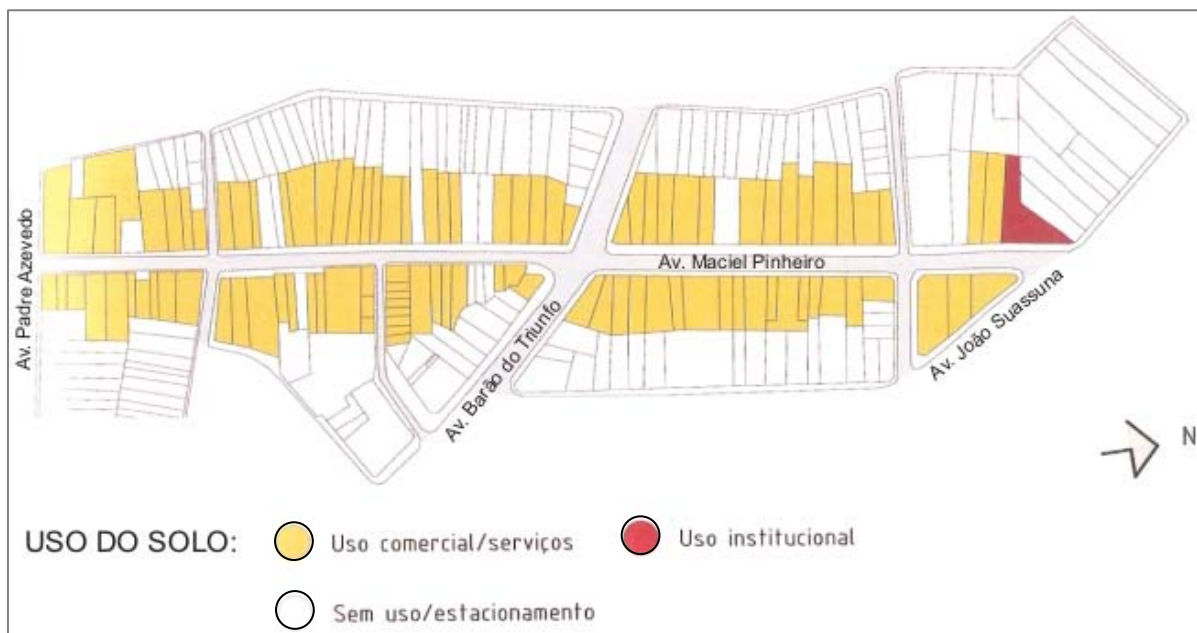 Av. Padre Azevedo
Av. Maciel Pinheiro
Av. Barão do Triunfo
Av. João Suassuna
N
USO DO SOLO:
Uso comercial/serviços
Uso institucional
Sem uso/estacionamento